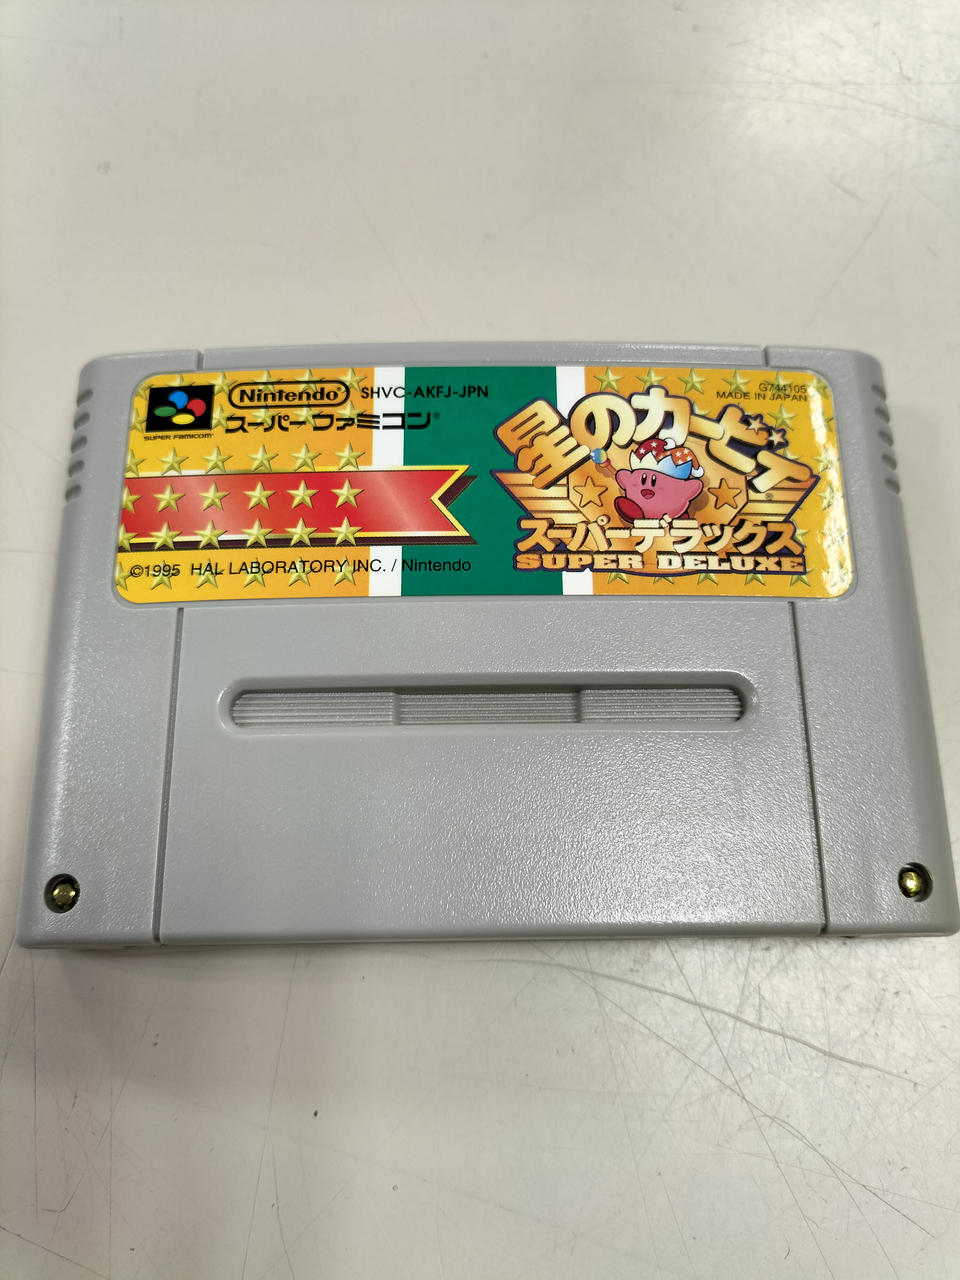 Nintendo® SHVC-AKFJ-JPN
スーパーファミコン®
SUPER FAMICOM
G744105
MADE IN JAPAN
星のカービィ
スーパーデラックス
SUPER DELUXE
©1995 HAL LABORATORY INC. / Nintendo